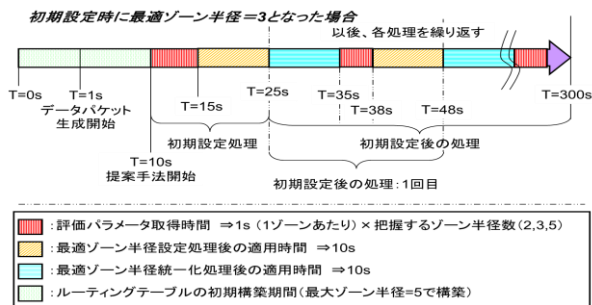 初期設定時に最適ゾーン半径=3となった場合
以後、各処理を繰り返す
T=0s
T=1s
データパケット
生成開始
T=10s
提案手法開始
T=15s
T=25s
T=35s
T=38s
T=48s
T=300s
初期設定処理
初期設定後の処理
初期設定後の処理:1回目
:評価パラメータ取得時間 ⇒1s (1ゾーンあたり)×把握するゾーン半径数(2,3,5)
:最適ゾーン半径設定処理後の適用時間 ⇒10s
:最適ゾーン半径統一化処理後の適用時間 ⇒10s
:ルーティングテーブルの初期構築期間(最大ゾーン半径=5で構築)